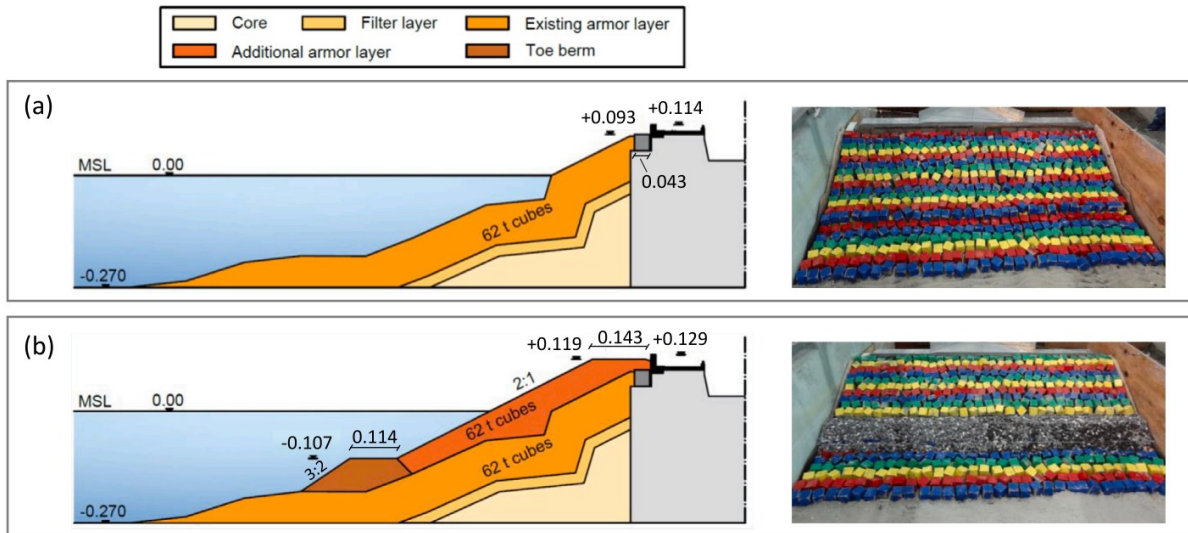 Core Filter layer Existing armor layer
Additional armor layer Toe berm
(a)
+0.093 +0.114
MSL 0.00
0.043
62 t cubes
-0.270
(b)
0.143
+0.119 +0.129
2:1
MSL 0.00
62 t cubes
-0.107 0.114
3:2
62 t cubes
-0.270